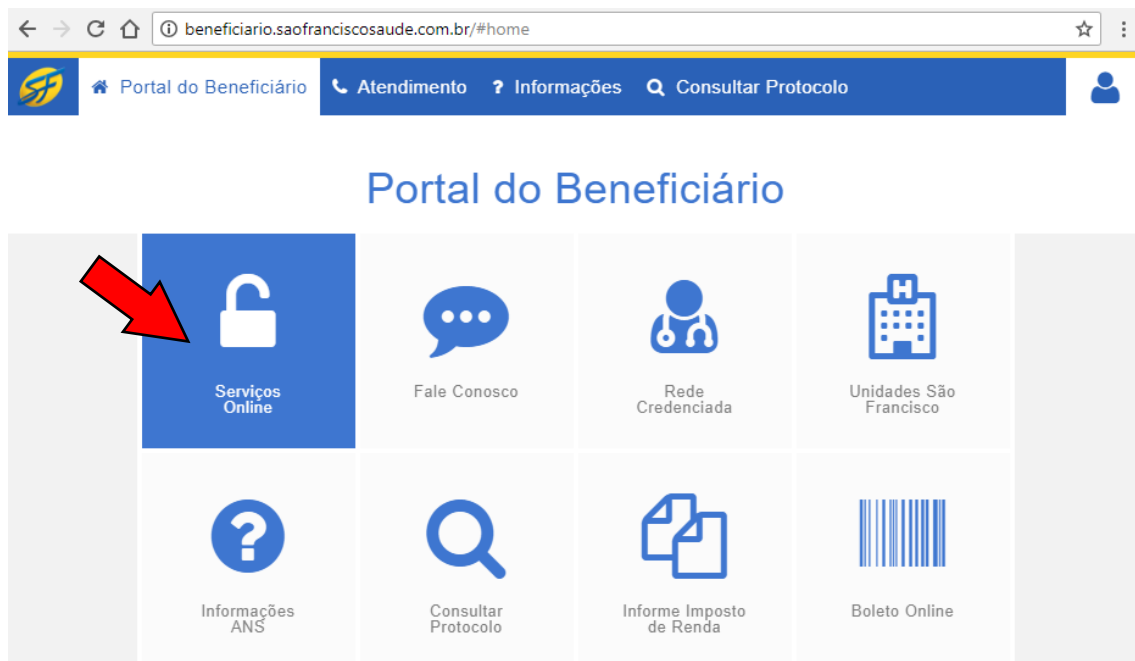 beneficiario.saofranciscosaude.com.br/#home
SF Portal do Beneficiário Atendimento ? Informações Consultar Protocolo
Portal do Beneficiário
Serviços
Online
Fale Conosco
Rede
Credenciada
H
Unidades São
Francisco
?
Informações
ANS
Consultar
Protocolo
Informe Imposto
de Renda
Boleto Online